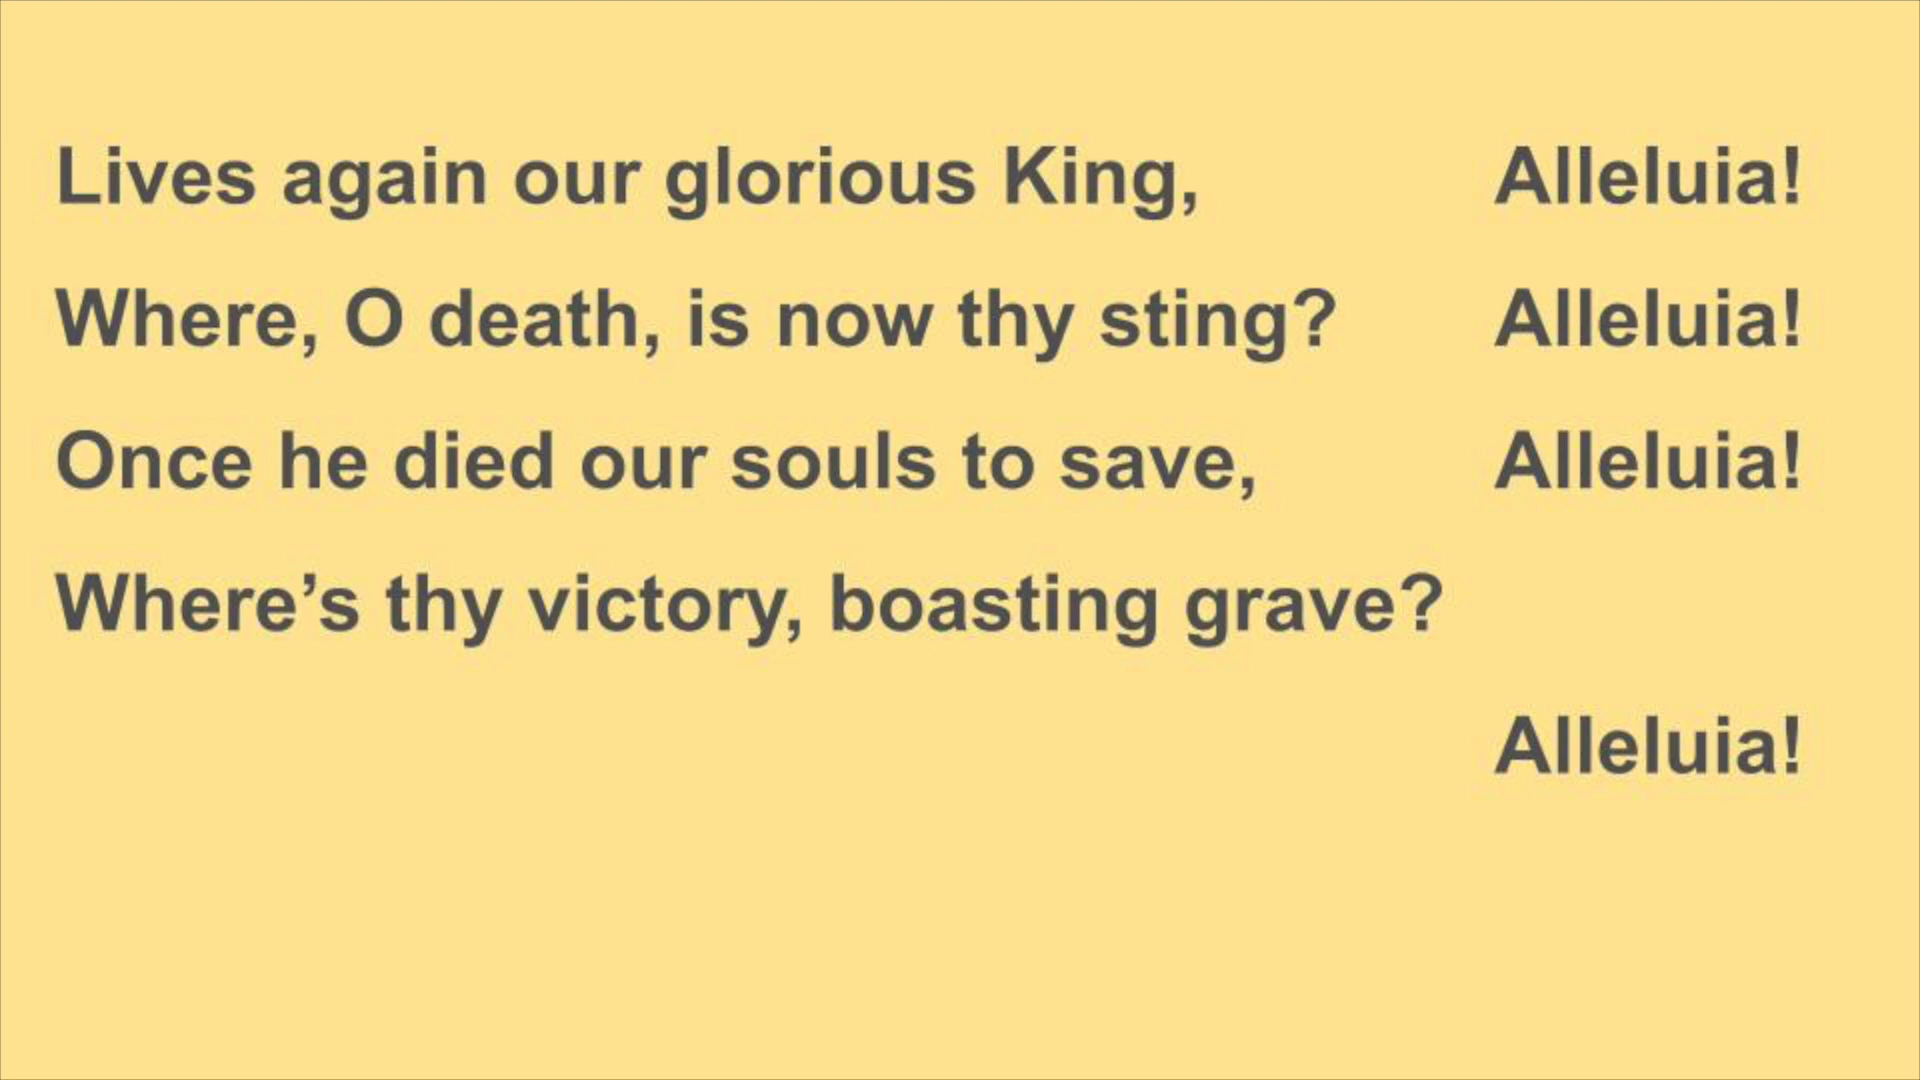 Lives again our glorious King, Alleluia!
Where, O death, is now thy sting? Alleluia!
Once he died our souls to save, Alleluia!
Where’s thy victory, boasting grave?
Alleluia!